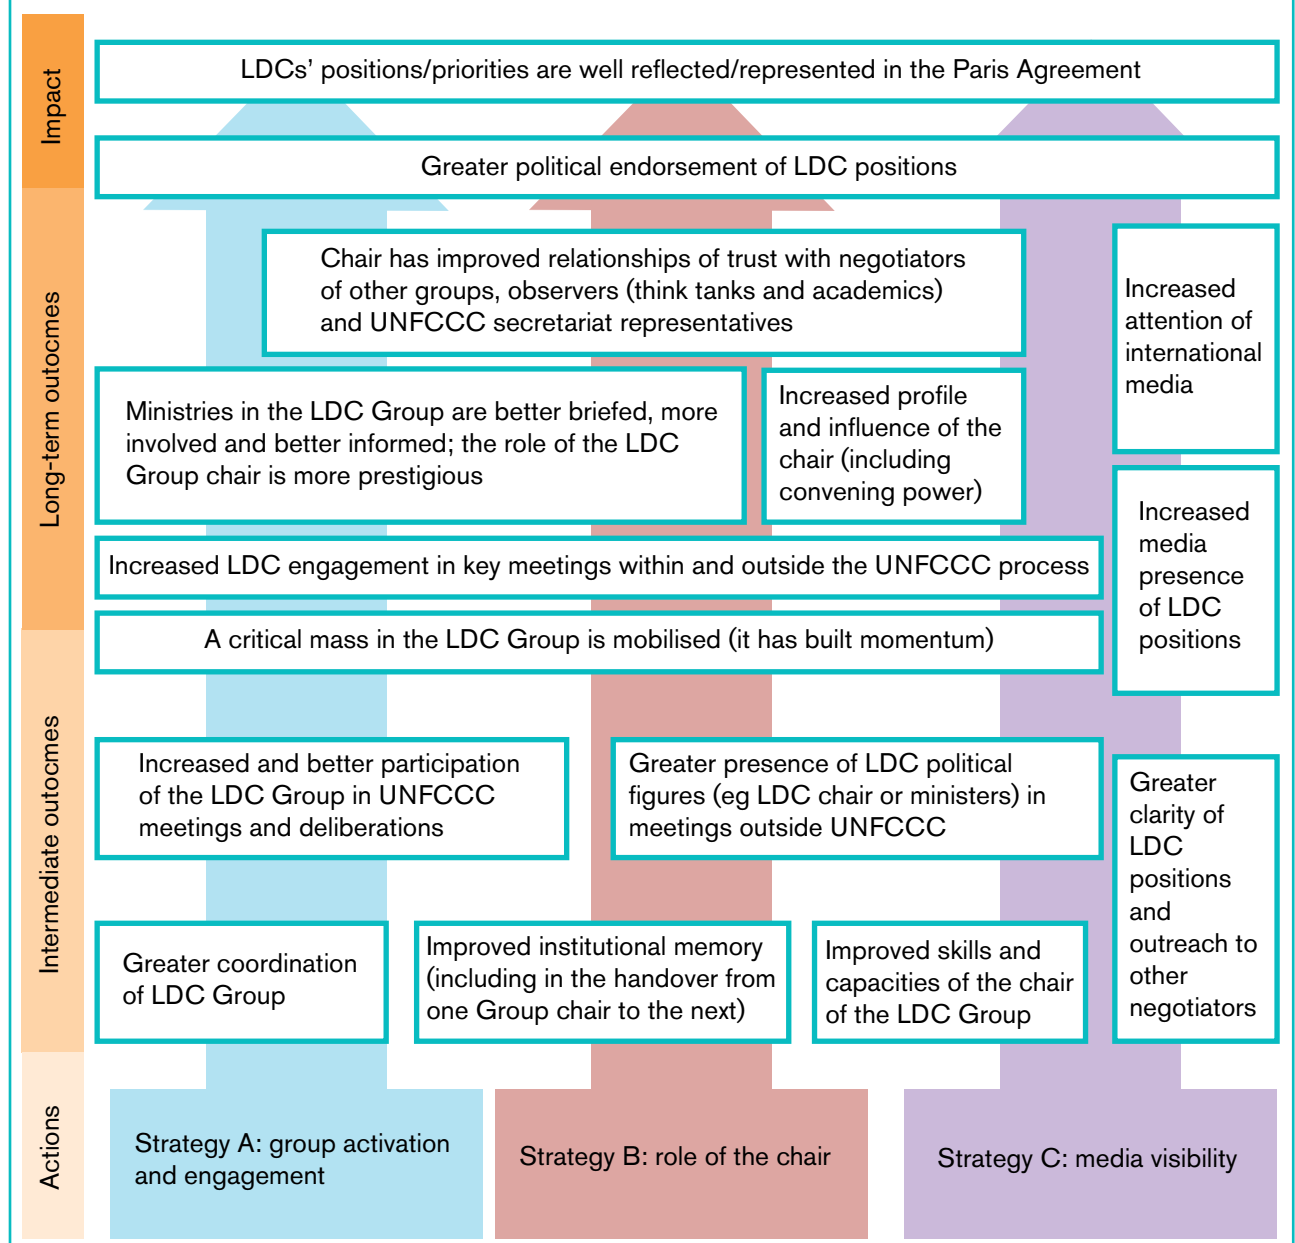 Impact
LDCs’ positions/priorities are well reflected/represented in the Paris Agreement
Greater political endorsement of LDC positions
Long-term outocmes
Chair has improved relationships of trust with negotiators
of other groups, observers (think tanks and academics)
and UNFCCC secretariat representatives
Increased
attention of
international
media
Ministries in the LDC Group are better briefed, more
involved and better informed; the role of the LDC
Group chair is more prestigious
Increased profile
and influence of the
chair (including
convening power)
Increased
media
presence
of LDC
positions
Increased LDC engagement in key meetings within and outside the UNFCCC process
A critical mass in the LDC Group is mobilised (it has built momentum)
Intermediate outcomes
Increased and better participation
of the LDC Group in UNFCCC
meetings and deliberations
Greater presence of LDC political
figures (eg LDC chair or ministers) in
meetings outside UNFCCC
Greater
clarity of
LDC
positions
and
outreach to
other
negotiators
Greater coordination
of LDC Group
Improved institutional memory
(including in the handover from
one Group chair to the next)
Improved skills and
capacities of the chair
of the LDC Group
Actions
Strategy A: group activation
and engagement
Strategy B: role of the chair
Strategy C: media visibility